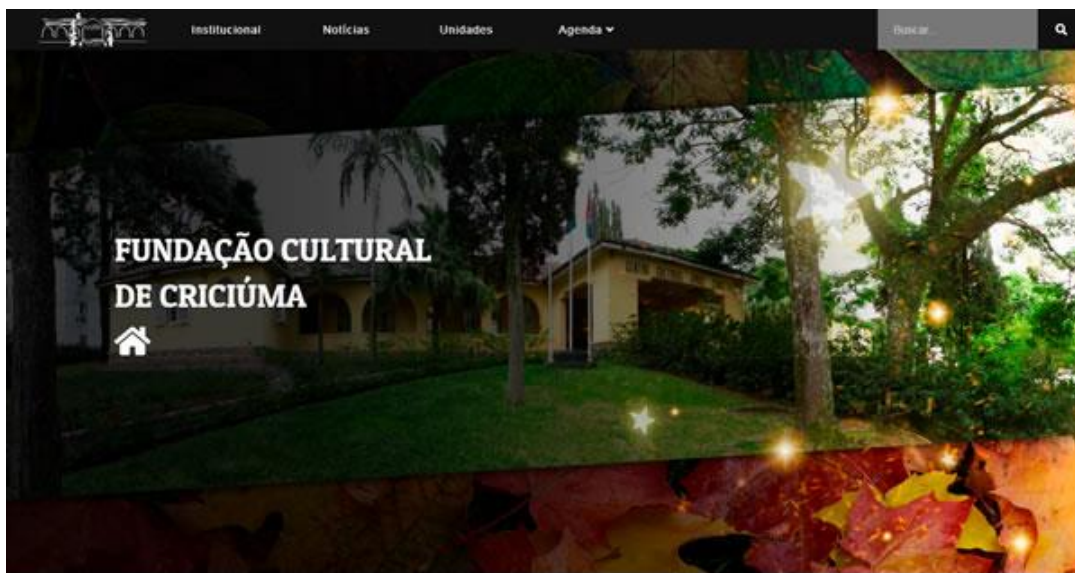 Institucional Notícias Unidades Agenda Buscar...
FUNDAÇÃO CULTURAL
DE CRICIÚMA